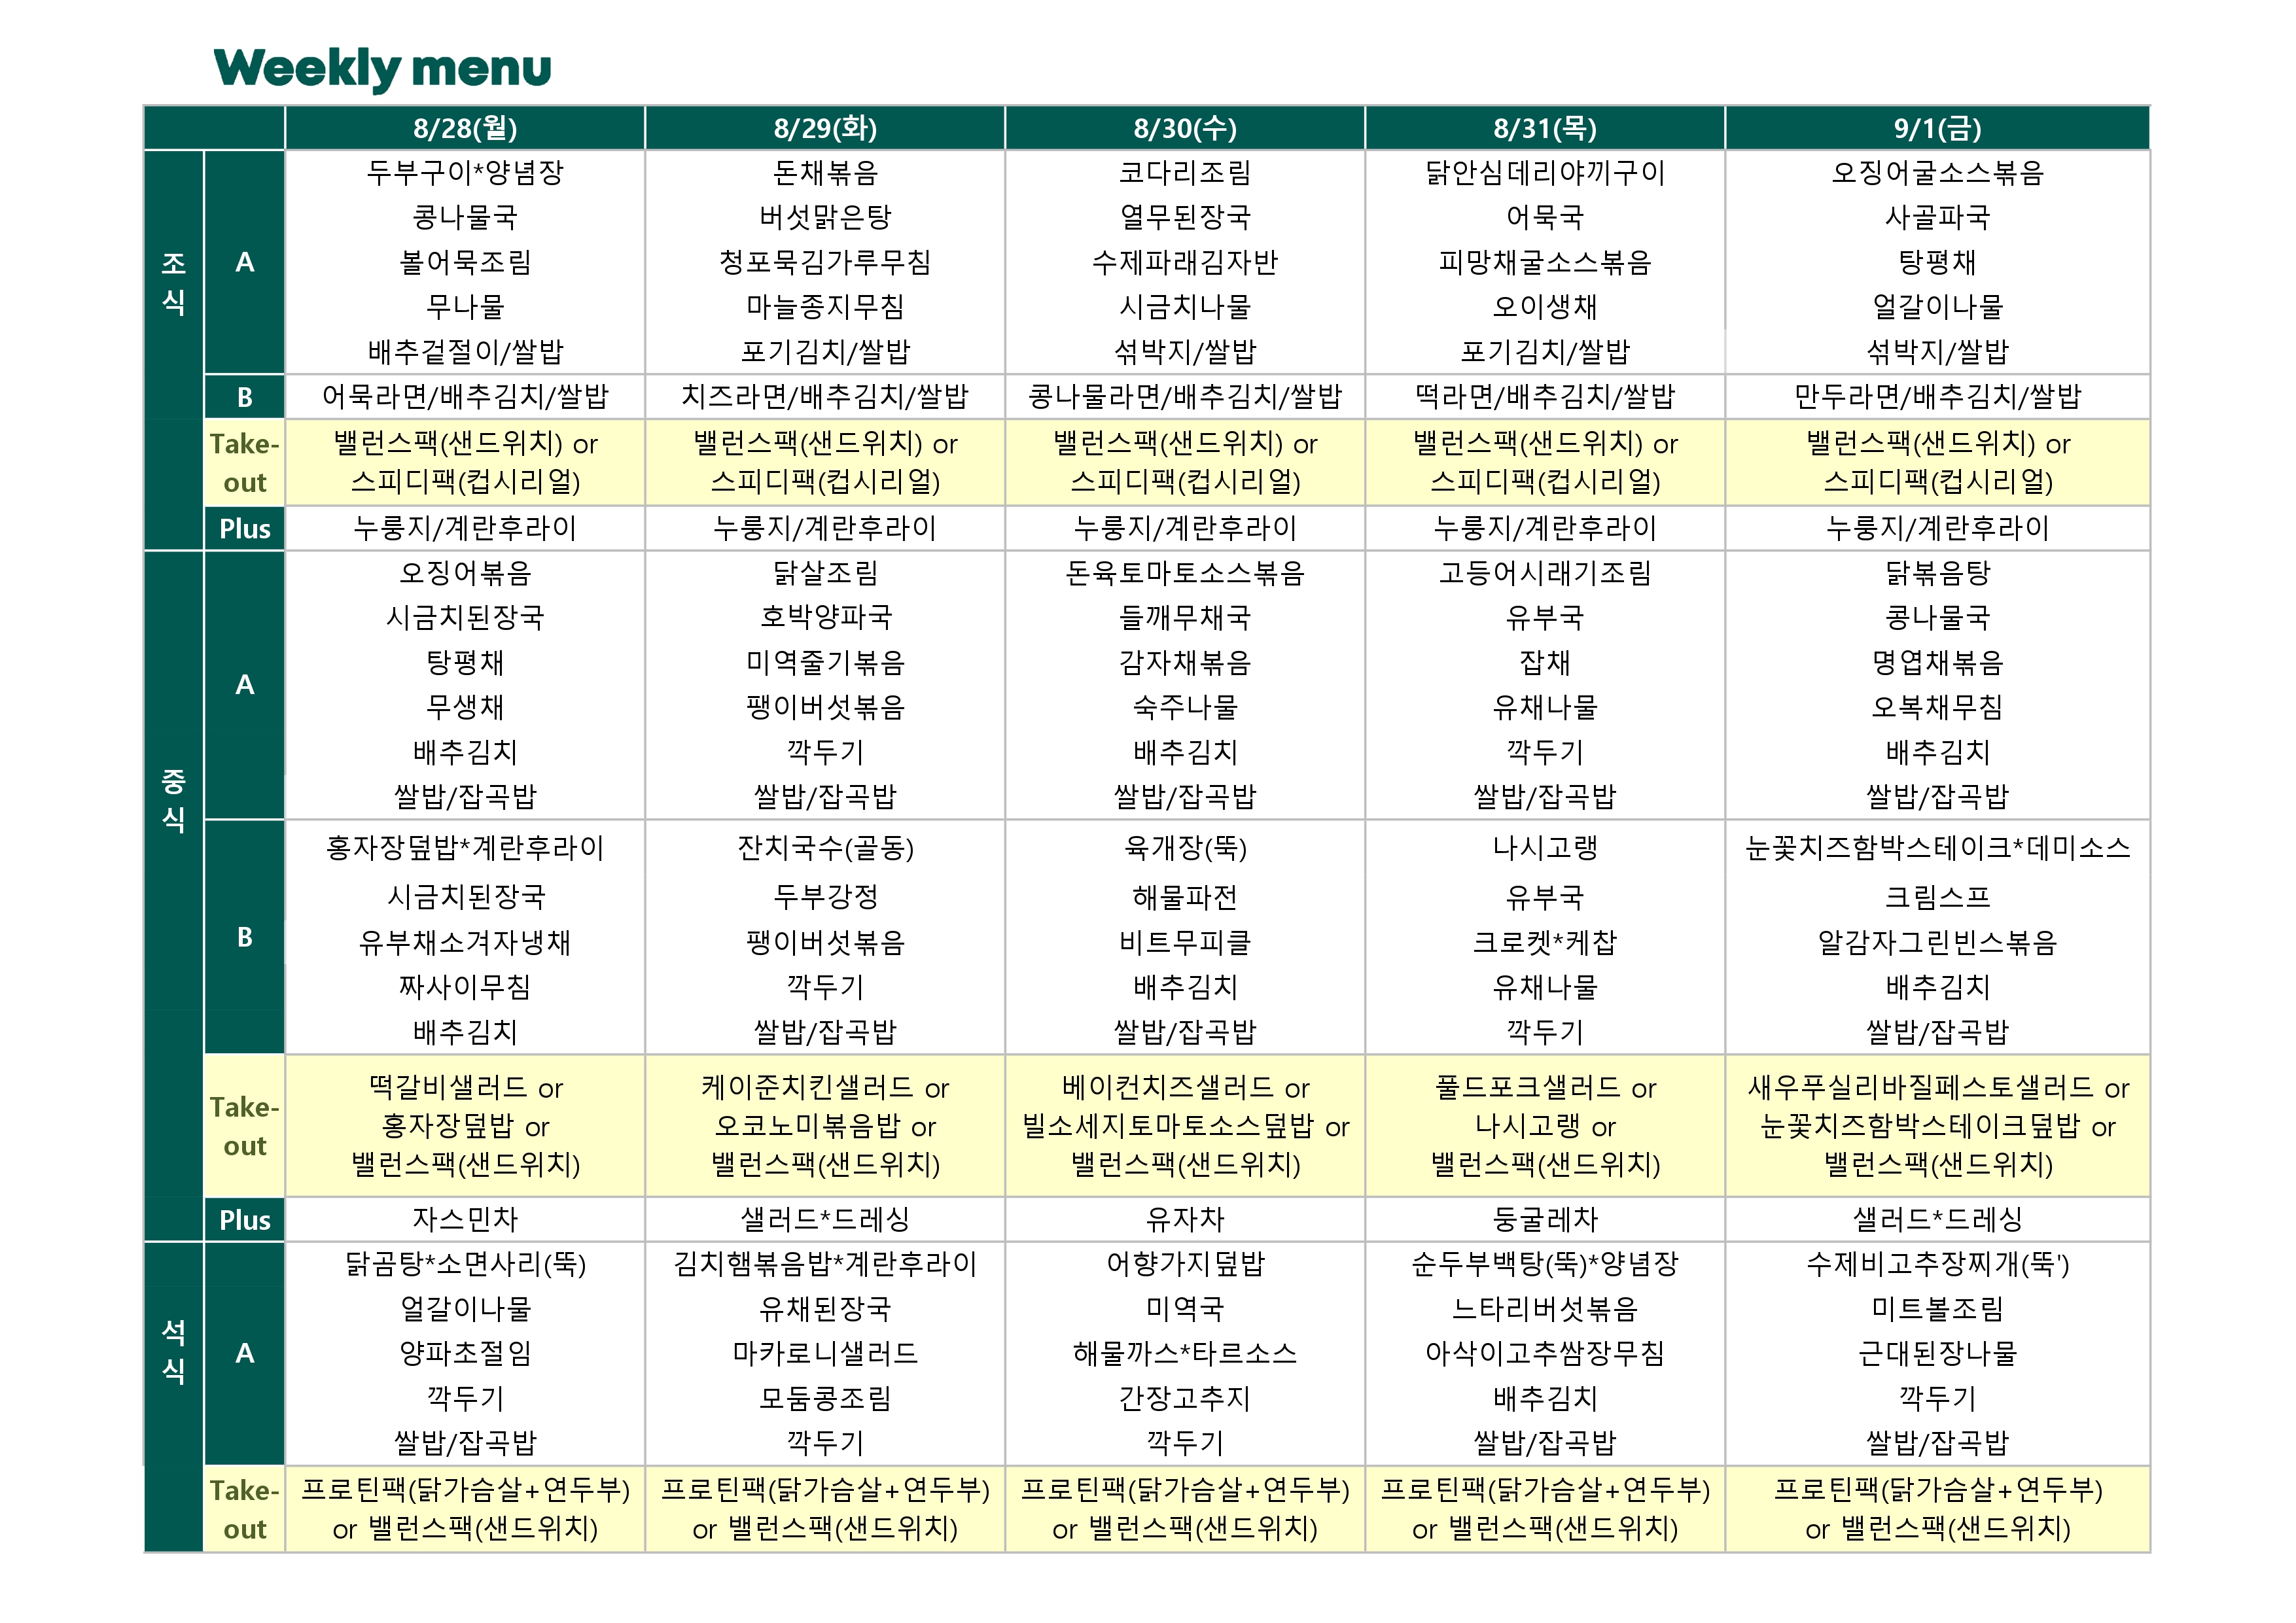 Weekly menu
8/28(월) 8/29(화) 8/30(수) 8/31(목) 9/1(금)
조식
A
두부구이*양념장 돈채볶음 코다리조림 닭안심데리야끼구이 오징어굴소스볶음
콩나물국 버섯맑은탕 열무된장국 어묵국 사골파국
볼어묵조림 청포묵김가루무침 수제파래김자반 피망채굴소스볶음 탕평채
무나물 마늘종지무침 시금치나물 오이생채 얼갈이나물
배추겉절이/쌀밥 포기김치/쌀밥 섞박지/쌀밥 포기김치/쌀밥 섞박지/쌀밥
B 어묵라면/배추김치/쌀밥 치즈라면/배추김치/쌀밥 콩나물라면/배추김치/쌀밥 떡라면/배추김치/쌀밥 만두라면/배추김치/쌀밥
Take- 밸런스팩(샌드위치) or 밸런스팩(샌드위치) or 밸런스팩(샌드위치) or 밸런스팩(샌드위치) or 밸런스팩(샌드위치) or
out 스피디팩(컵시리얼) 스피디팩(컵시리얼) 스피디팩(컵시리얼) 스피디팩(컵시리얼) 스피디팩(컵시리얼)
Plus 누룽지/계란후라이 누룽지/계란후라이 누룽지/계란후라이 누룽지/계란후라이 누룽지/계란후라이
중식
A
오징어볶음 닭살조림 돈육토마토소스볶음 고등어시래기조림 닭볶음탕
시금치된장국 호박양파국 들깨무채국 유부국 콩나물국
탕평채 미역줄기볶음 감자채볶음 잡채 명엽채볶음
무생채 팽이버섯볶음 숙주나물 유채나물 오복채무침
배추김치 깍두기 배추김치 깍두기 배추김치
쌀밥/잡곡밥 쌀밥/잡곡밥 쌀밥/잡곡밥 쌀밥/잡곡밥 쌀밥/잡곡밥
B
홍자장덮밥*계란후라이 잔치국수(골동) 육개장(뚝) 나시고랭 눈꽃치즈함박스테이크*데미소스
시금치된장국 두부강정 해물파전 유부국 크림스프
유부채소겨자냉채 팽이버섯볶음 비트무피클 크로켓*케찹 알감자그린빈스볶음
짜사이무침 깍두기 배추김치 유채나물 배추김치
배추김치 쌀밥/잡곡밥 쌀밥/잡곡밥 깍두기 쌀밥/잡곡밥
Take-
out
떡갈비샐러드 or 케이준치킨샐러드 or 베이컨치즈샐러드 or 풀드포크샐러드 or 새우푸실리바질페스토샐러드 or
홍자장덮밥 or 오코노미볶음밥 or 빌소세지토마토소스덮밥 or 나시고랭 or 눈꽃치즈함박스테이크덮밥 or
밸런스팩(샌드위치) 밸런스팩(샌드위치) 밸런스팩(샌드위치) 밸런스팩(샌드위치) 밸런스팩(샌드위치)
Plus 자스민차 샐러드*드레싱 유자차 둥굴레차 샐러드*드레싱
석식
A
닭곰탕*소면사리(뚝) 김치햄볶음밥*계란후라이 어향가지덮밥 순두부백탕(뚝)*양념장 수제비고추장찌개(뚝')
얼갈이나물 유채된장국 미역국 느타리버섯볶음 미트볼조림
양파초절임 마카로니샐러드 해물까스*타르소스 아삭이고추쌈장무침 근대된장나물
깍두기 모둠콩조림 간장고추지 배추김치 깍두기
쌀밥/잡곡밥 깍두기 깍두기 쌀밥/잡곡밥 쌀밥/잡곡밥
Take- 프로틴팩(닭가슴살+연두부) 프로틴팩(닭가슴살+연두부) 프로틴팩(닭가슴살+연두부) 프로틴팩(닭가슴살+연두부) 프로틴팩(닭가슴살+연두부)
out or 밸런스팩(샌드위치) or 밸런스팩(샌드위치) or 밸런스팩(샌드위치) or 밸런스팩(샌드위치) or 밸런스팩(샌드위치)